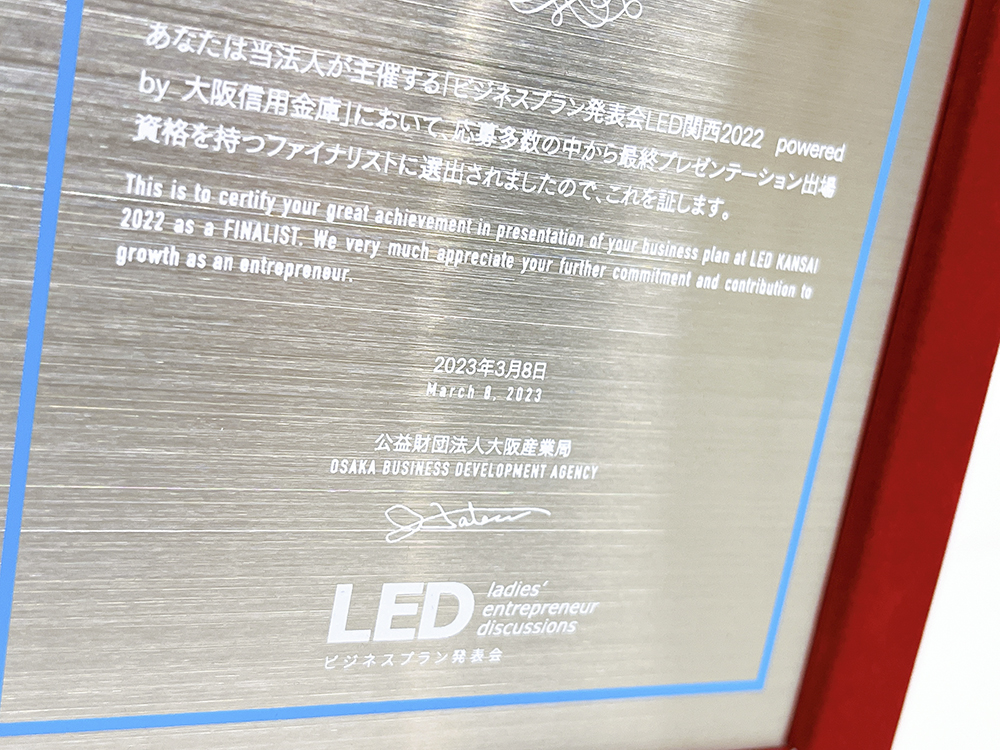 あなたは当法人が主催する「ビジネスプラン発表会LED関西2022 powered
by 大阪信用金庫」において、応募多数の中から最終プレゼンテーション出場
資格を持つファイナリストに選出されましたので、これを証します。
This is to certify your great achievement in presentation of your business plan at LED KANSAI
2022 as a FINALIST. We very much appreciate your further commitment and contribution to
growth as an entrepreneur.
2023年3月8日
March 8, 2023
公益財団法人大阪産業局
OSAKA BUSINESS DEVELOPMENT AGENCY
LED ladies'
entrepreneur
discussions
ビジネスプラン発表会